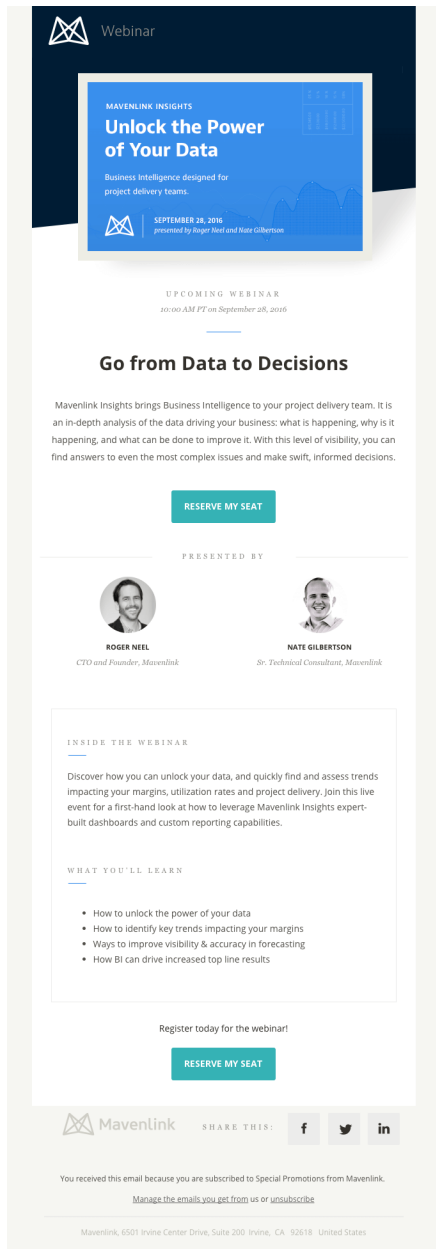 Webinar
MAVENLINK INSIGHTS
Unlock the Power
of Your Data
Business Intelligence designed for
project delivery teams.
SEPTEMBER 28, 2016
presented by Roger Neel and Nate Gilbertson
UPCOMING WEBINAR
10:00 AM PT on September 28, 2016
Go from Data to Decisions
Mavenlink Insights brings Business Intelligence to your project delivery team. It is
an in-depth analysis of the data driving your business: what is happening, why is it
happening, and what can be done to improve it. With this level of visibility, you can
find answers to even the most complex issues and make swift, informed decisions.
RESERVE MY SEAT
PRESENTED BY
ROGER NEEL
CTO and Founder, Mavenlink
NATE GILBERTSON
Sr. Technical Consultant, Mavenlink
INSIDE THE WEBINAR
Discover how you can unlock your data, and quickly find and assess trends
impacting your margins, utilization rates and project delivery. Join this live
event for a first-hand look at how to leverage Mavenlink Insights expert-
built dashboards and custom reporting capabilities.
WHAT YOU'LL LEARN
• How to unlock the power of your data
• How to identify key trends impacting your margins
• Ways to improve visibility & accuracy in forecasting
• How BI can drive increased top line results
Register today for the webinar!
RESERVE MY SEAT
Mavenlink
SHARE THIS:
You received this email because you are subscribed to Special Promotions from Mavenlink.
Manage the emails you get from us or unsubscribe
Mavenlink, 6501 Irvine Center Drive, Suite 200 Irvine, CA 92618 United States